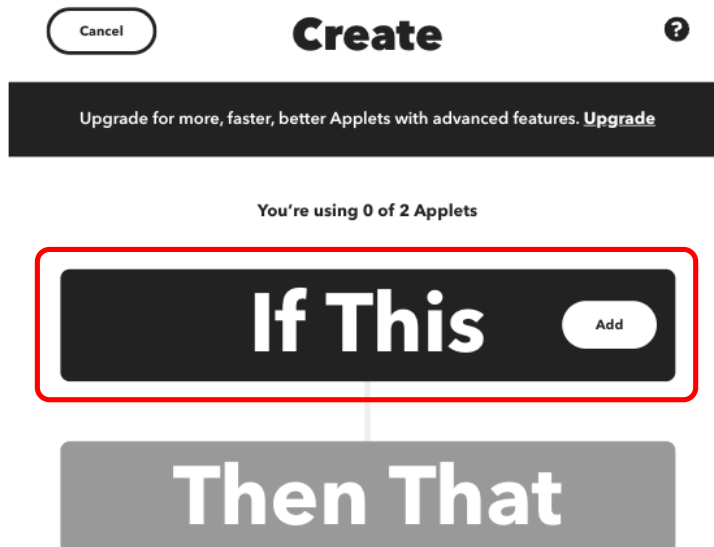 Cancel
Create
?
Upgrade for more, faster, better Applets with advanced features. Upgrade
You’re using 0 of 2 Applets
If This
Add
Then That